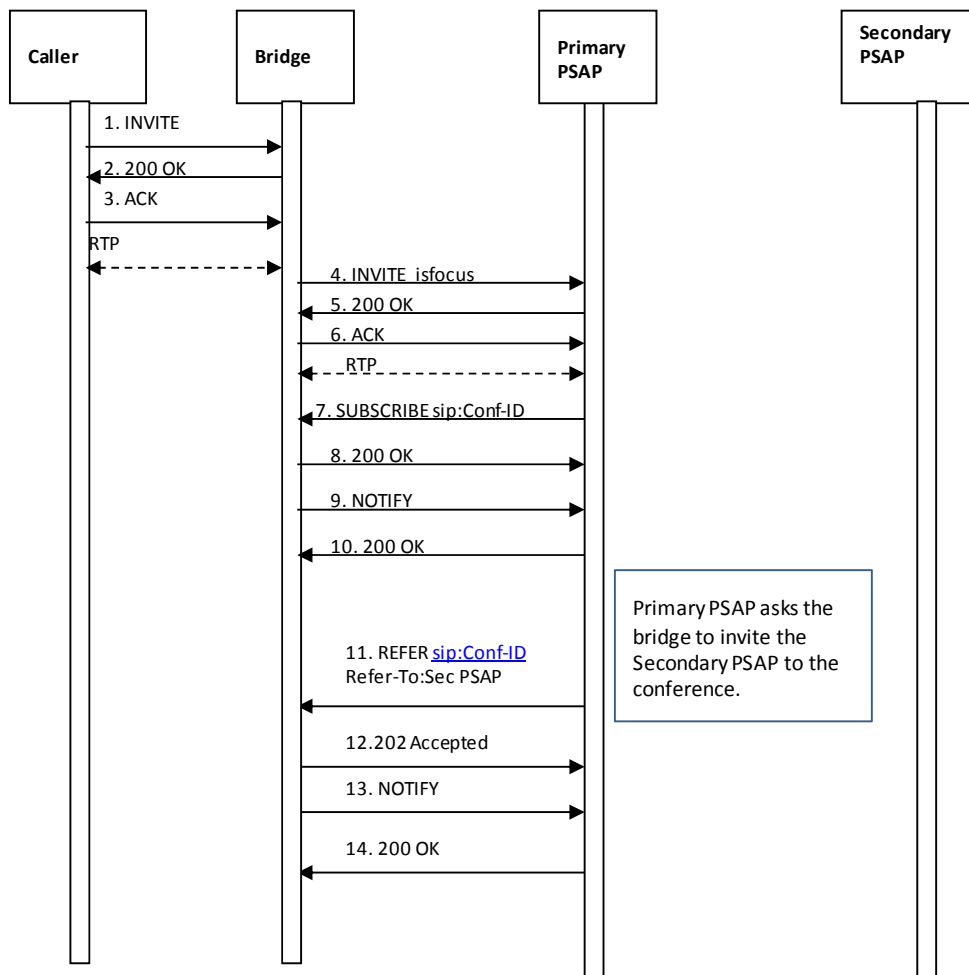 Caller
Bridge
Primary
PSAP
Secondary
PSAP
1. INVITE
2. 200 OK
3. ACK
RTP
4. INVITE isfocus
5. 200 OK
6. ACK
RTP
7. SUBSCRIBE sip:Conf-ID
8. 200 OK
9. NOTIFY
10. 200 OK
Primary PSAP asks the
bridge to invite the
Secondary PSAP to the
conference.
11. REFER sip:Conf-ID
Refer-To:Sec PSAP
12.202 Accepted
13. NOTIFY
14. 200 OK